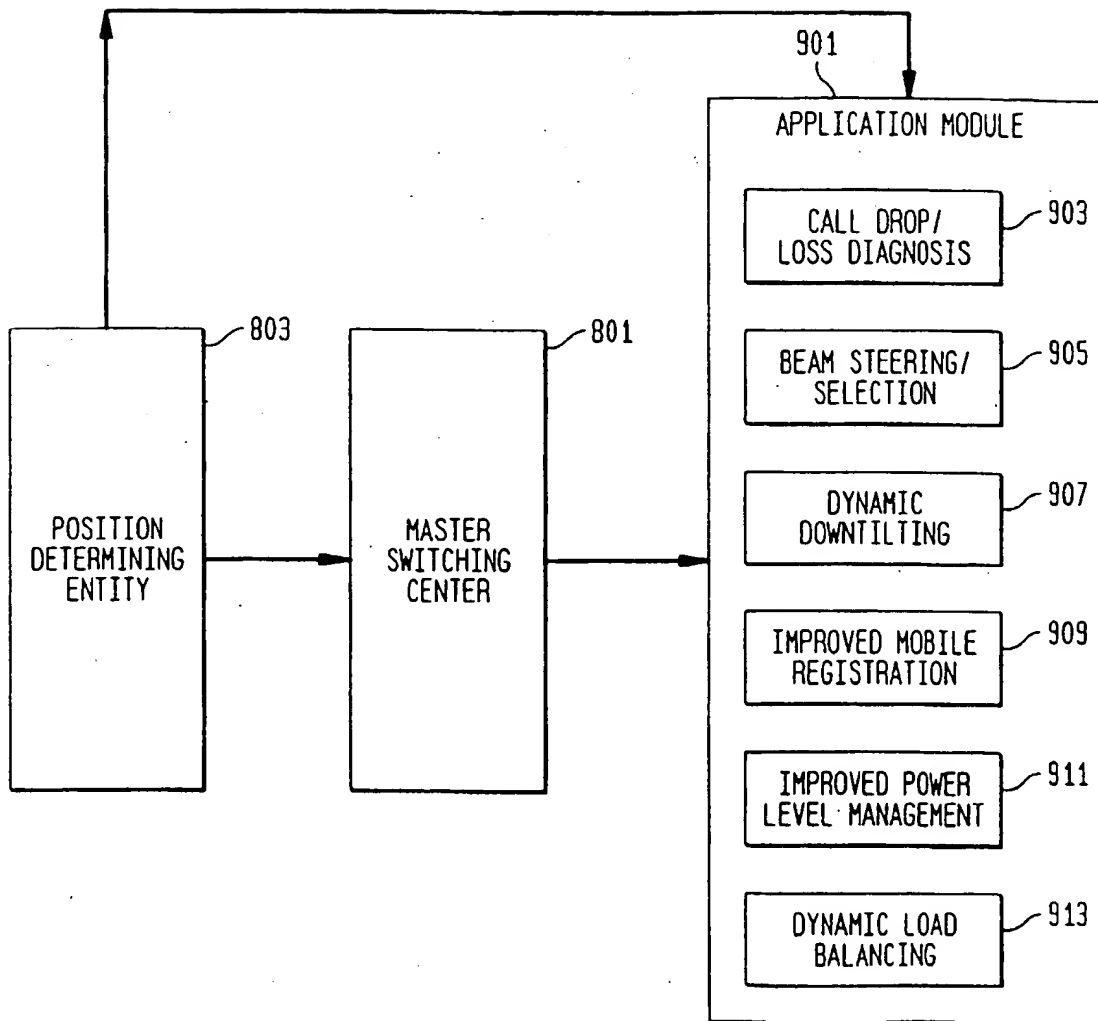 901
APPLICATION MODULE
CALL DROP/
LOSS DIAGNOSIS
903
BEAM STEERING/
SELECTION
905
DYNAMIC
DOWNTILTING
907
IMPROVED MOBILE
REGISTRATION
909
IMPROVED POWER
LEVEL MANAGEMENT
911
DYNAMIC LOAD
BALANCING
913
803
POSITION
DETERMINING
ENTITY
801
MASTER
SWITCHING
CENTER